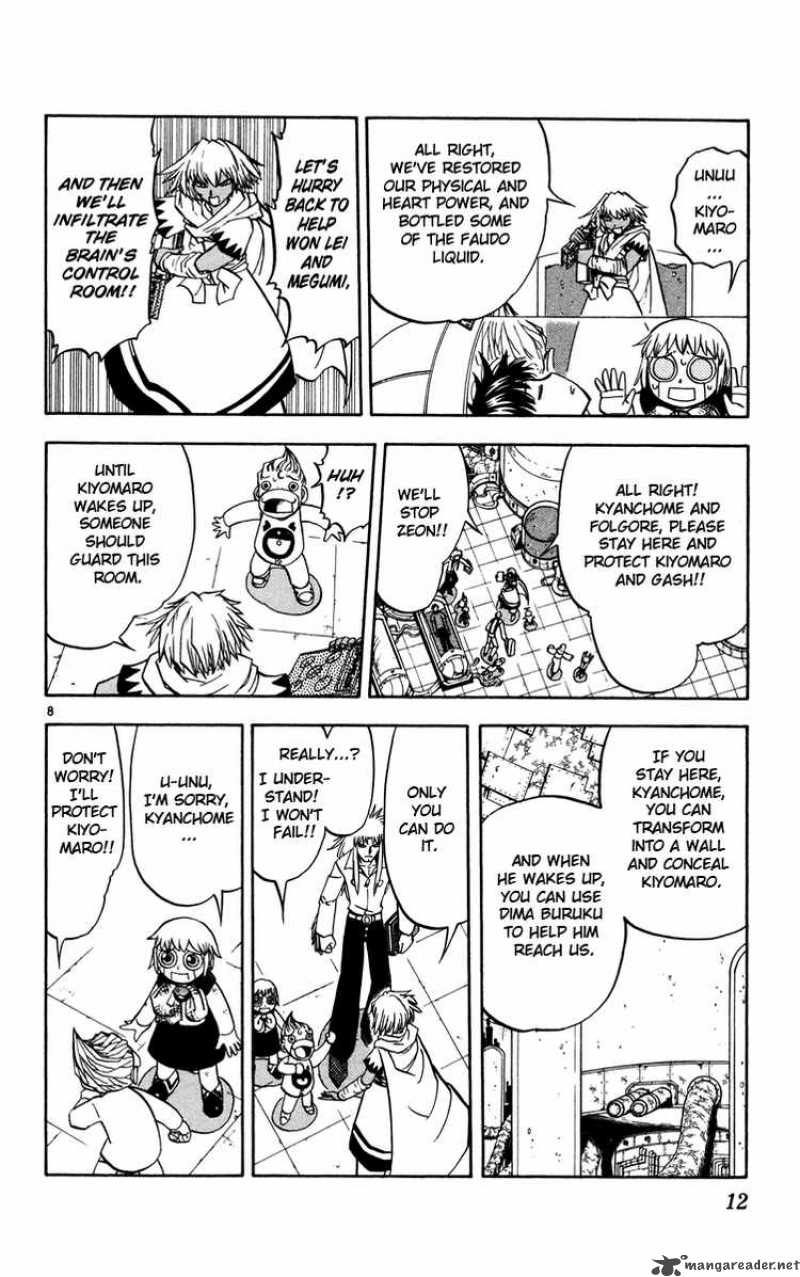 UNUU
...
KIYO-
MARO
...
ALL RIGHT,
WE'VE RESTORED
OUR PHYSICAL AND
HEART POWER, AND
BOTTLED SOME
OF THE FAUDO
LIQUID.
LET'S
HURRY
BACK TO
HELP
WON LEI
AND
MEGUMI,
AND THEN
WE'LL
INFILTRATE
THE
BRAIN'S
CONTROL
ROOM!!
ALL RIGHT!
KYANCHOME AND
FOLGORE, PLEASE
STAY HERE AND
PROTECT KIYOMARO
AND GASH!!
WE'LL
STOP
ZEON!!
HUH
!?
UNTIL
KIYOMARO
WAKES UP,
SOMEONE
SHOULD
GUARD THIS
ROOM.
8
IF YOU
STAY HERE,
KYANCHOME,
YOU CAN
TRANSFORM
INTO A WALL
AND CONCEAL
KIYOMARO.
AND WHEN
HE WAKES UP,
YOU CAN USE
DIMA BURUKU
TO HELP HIM
REACH US.
ONLY
YOU
CAN DO
IT.
REALLY...?
I UNDER-
STAND!
I WON'T
FAIL!!
U-UNU,
I'M SORRY,
KYANCHOME
...
DON'T
WORRY!
I'LL
PROTECT
KIYO-
MARO!!
12
mangareader.net